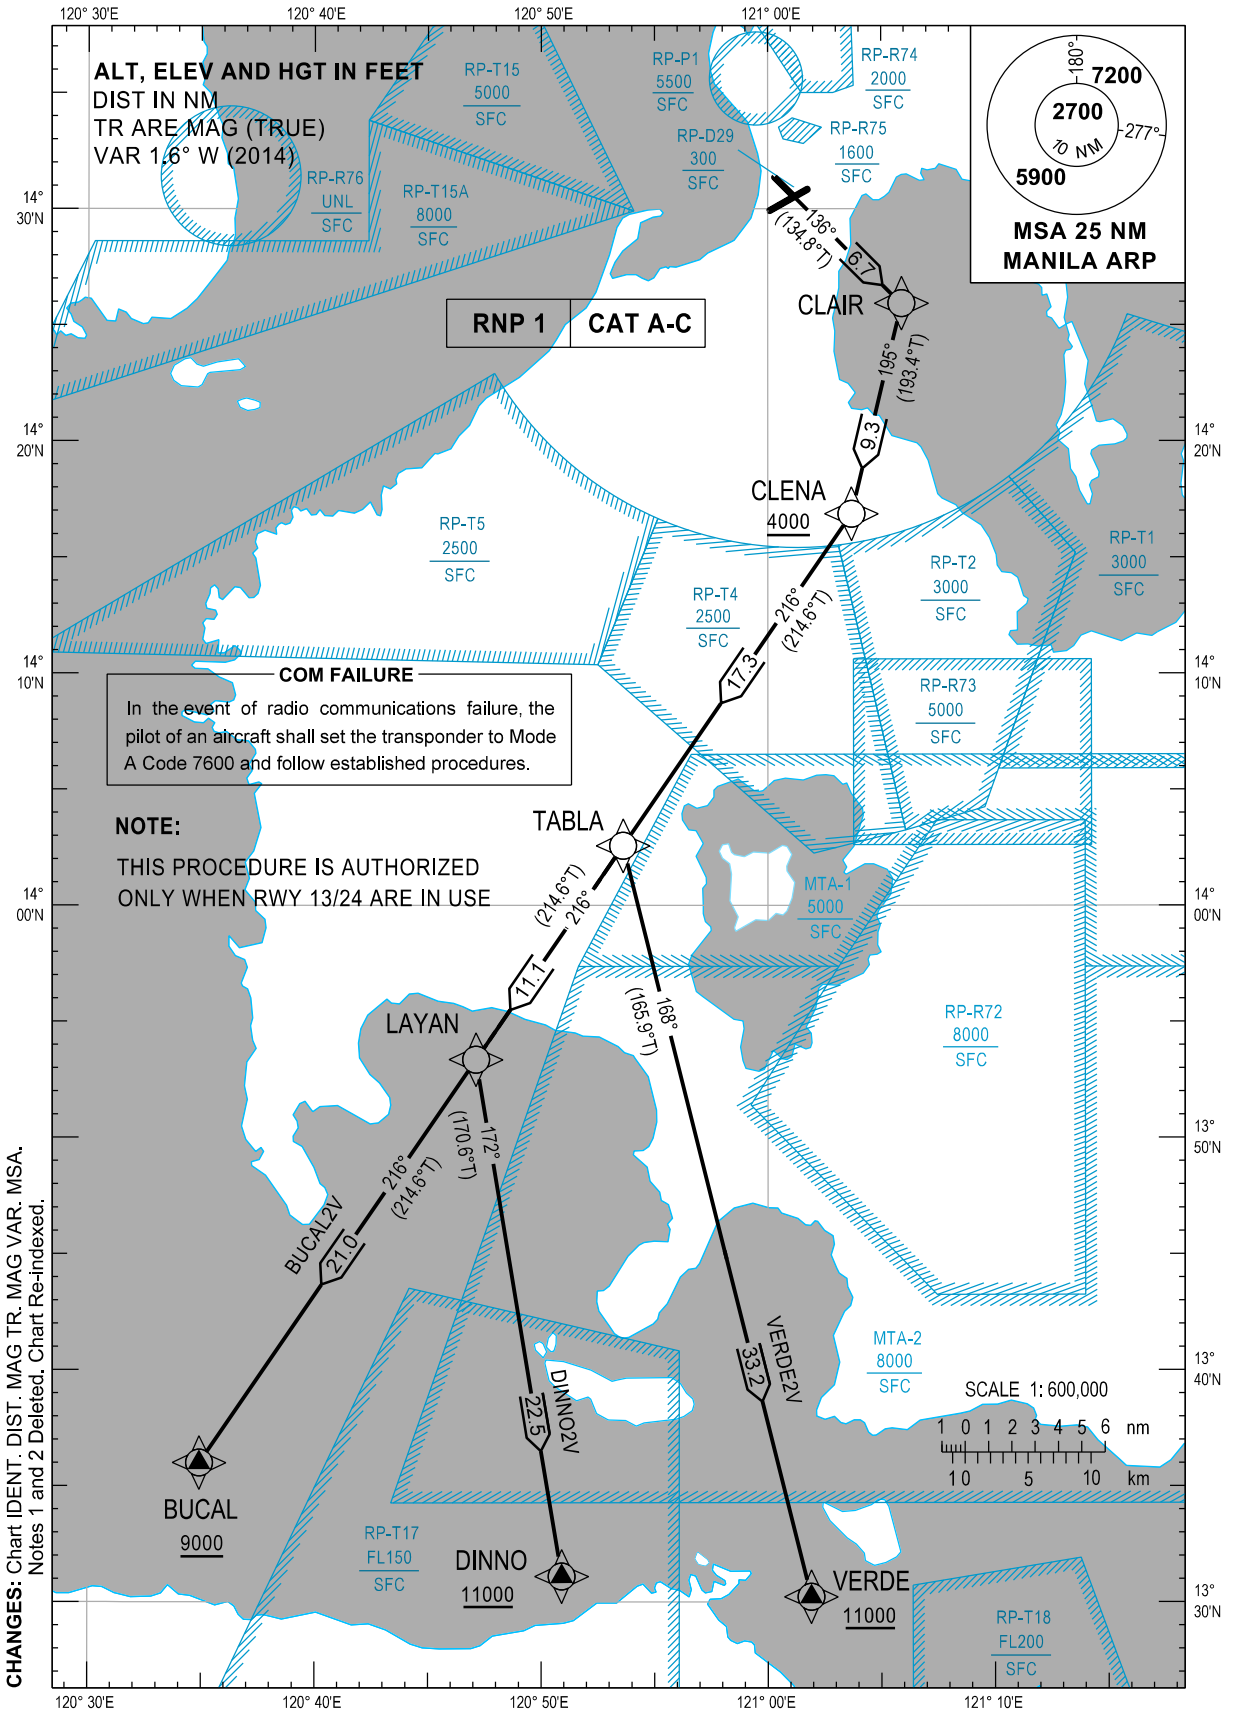 120° 30'E
120° 40'E
120° 50'E
121° 00'E
ALT, ELEV AND HGT IN FEET
DIST IN NM
TR ARE MAG (TRUE)
VAR 1.6° W (2014)
RP-T15
5000
SFC
RP-P1
5500
SFC
RP-R74
2000
SFC
RP-D29
300
SFC
RP-R75
1600
SFC
RP-R76
UNL
SFC
RP-T15A
8000
SFC
180°
7200
2700
277°
10 NM
5900
MSA 25 NM
MANILA ARP
14°
30'N
14°
30'N
136°
(134.8°T)
6.7
CLAIR
RNP 1
CAT A-C
195°
(193.4°T)
9.3
14°
20'N
14°
20'N
CLENA
4000
RP-T5
2500
SFC
RP-T4
2500
SFC
RP-T2
3000
SFC
RP-T1
3000
SFC
216°
(214.6°T)
17.3
14°
10'N
14°
10'N
COM FAILURE
In the event of radio communications failure, the
pilot of an aircraft shall set the transponder to Mode
A Code 7600 and follow established procedures.
RP-R73
5000
SFC
NOTE:
THIS PROCEDURE IS AUTHORIZED
ONLY WHEN RWY 13/24 ARE IN USE
TABLA
(214.6°T)
216°
11.1
MTA-1
5000
SFC
14°
00'N
14°
00'N
LAYAN
168°
(165.9°T)
RP-R72
8000
SFC
172°
(170.6°T)
13°
50'N
216°
(214.6°T)
BUCAL2V
21.0
VERDE2V
33.2
DINNO2V
22.5
MTA-2
8000
SFC
13°
40'N
SCALE 1:600,000
1 0 1 2 3 4 5 6 nm
1 0 5 10 km
BUCAL
9000
RP-T17
FL150
SFC
DINNO
11000
VERDE
11000
RP-T18
FL200
SFC
13°
30'N
120° 30'E
120° 40'E
120° 50'E
121° 00'E
121° 10'E
CHANGES: Chart IDENT. DIST. MAG TR. MAG VAR. MSA.
Notes 1 and 2 Deleted. Chart Re-indexed.